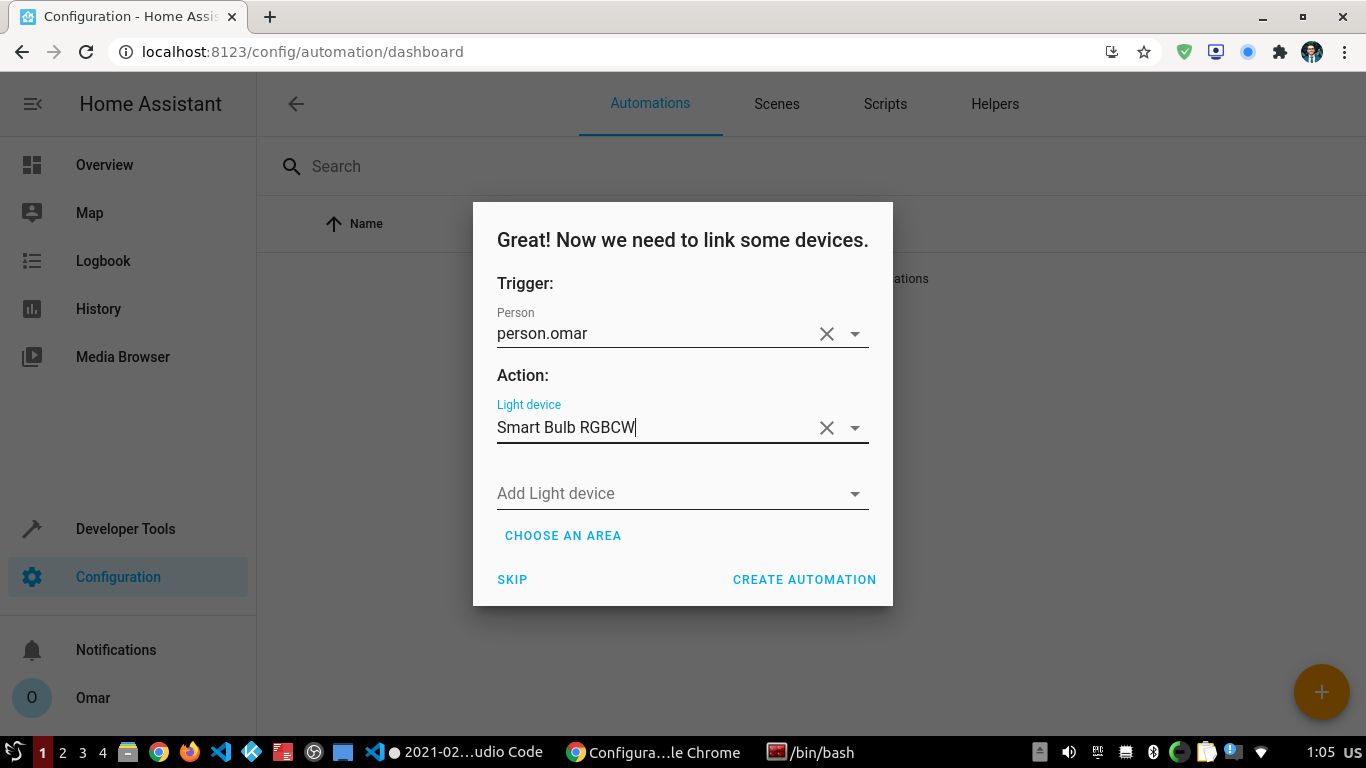 Configuration - Home Assis
localhost:8123/config/automation/dashboard
Home Assistant
Automations
Scenes
Scripts
Helpers
Overview
Map
Logbook
History
Media Browser
Developer Tools
Configuration
Notifications
O
Omar
Search
Name
ations
Great! Now we need to link some devices.
Trigger:
Person
person.omar
Action:
Light device
Smart Bulb RGBCW
Add Light device
CHOOSE AN AREA
SKIP
CREATE AUTOMATION
1 2 3 4
2021-02...udio Code
Configura...le Chrome
/bin/bash
1:05 US